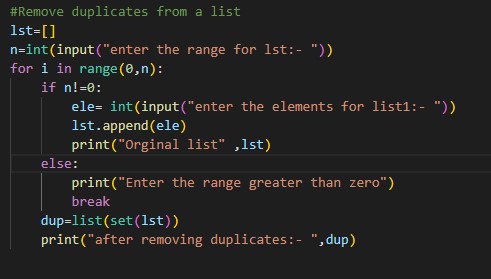 #Remove duplicates from a list
lst=[]
n=int(input("enter the range for lst:- "))
for i in range(0,n):
    if n!=0:
        ele= int(input("enter the elements for list1:- "))
        lst.append(ele)
        print("Orginal list" ,lst)
    else:
        print("Enter the range greater than zero")
        break
    dup=list(set(lst))
    print("after removing duplicates:- ",dup)